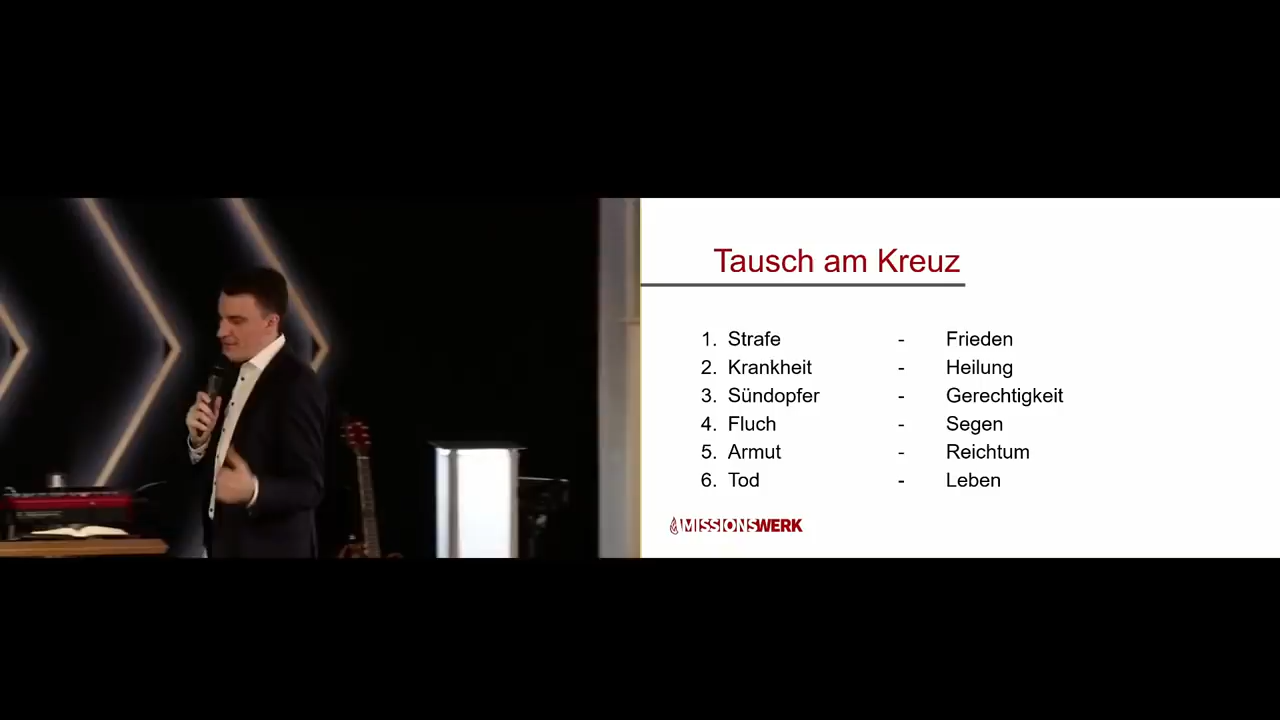 Tausch am Kreuz
1. Strafe - Frieden
2. Krankheit - Heilung
3. Sündopfer - Gerechtigkeit
4. Fluch - Segen
5. Armut - Reichtum
6. Tod - Leben
MISSIONSWERK